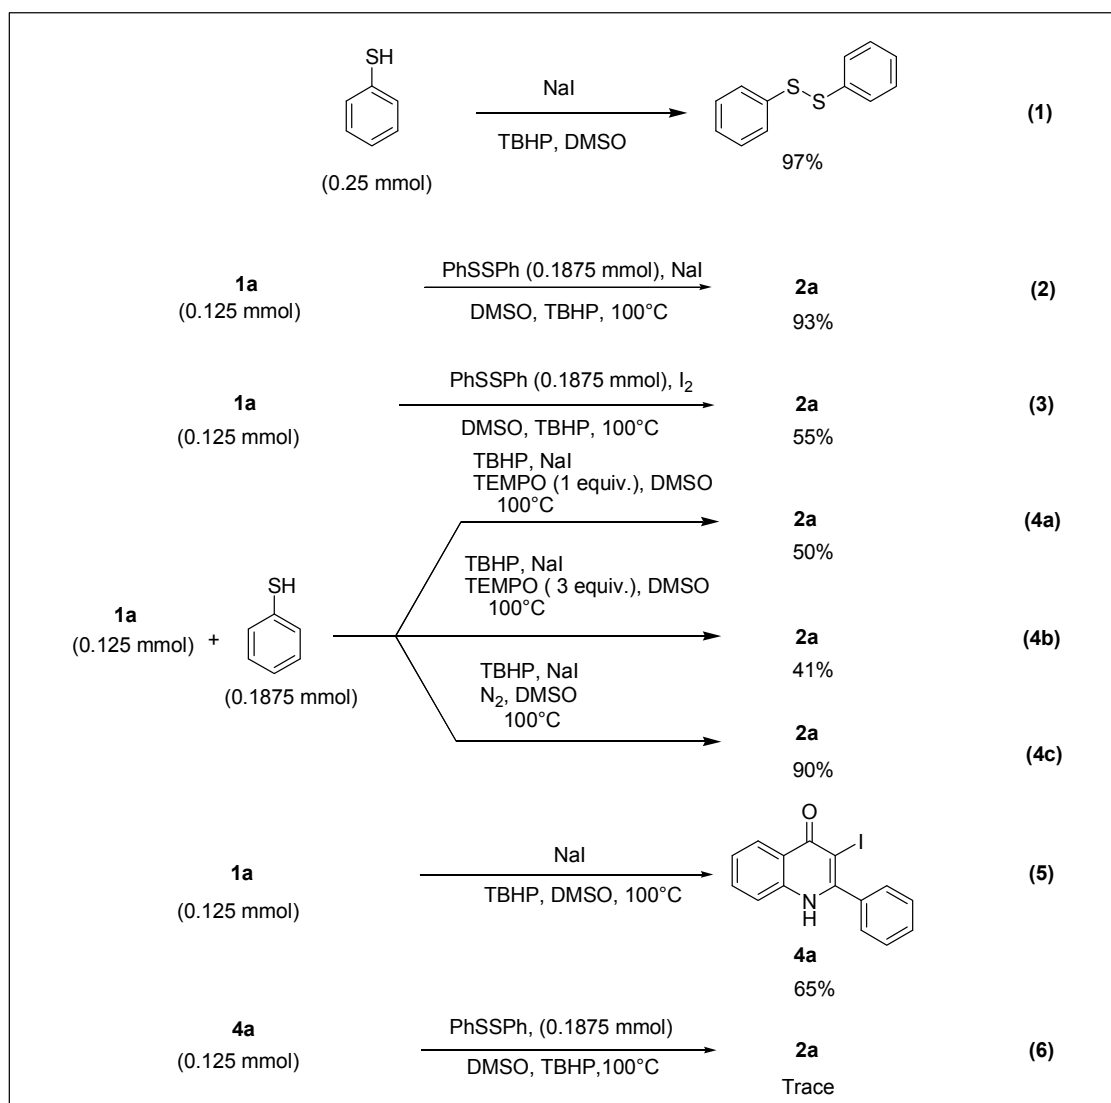 SH
NaI
TBHP, DMSO
(0.25 mmol)
S
S
97%
(1)
1a
(0.125 mmol)
PhSSPh (0.1875 mmol), NaI
DMSO, TBHP, 100°C
2a
93%
(2)
1a
(0.125 mmol)
PhSSPh (0.1875 mmol), I2
DMSO, TBHP, 100°C
2a
55%
(3)
1a
(0.125 mmol)
+
SH
(0.1875 mmol)
TBHP, NaI
TEMPO (1 equiv.), DMSO
100°C
2a
50%
(4a)
TBHP, NaI
TEMPO ( 3 equiv.), DMSO
100°C
2a
41%
(4b)
TBHP, NaI
N2, DMSO
100°C
2a
90%
(4c)
1a
(0.125 mmol)
NaI
TBHP, DMSO, 100°C
O
I
N
H
4a
65%
(5)
4a
(0.125 mmol)
PhSSPh, (0.1875 mmol)
DMSO, TBHP,100°C
2a
Trace
(6)